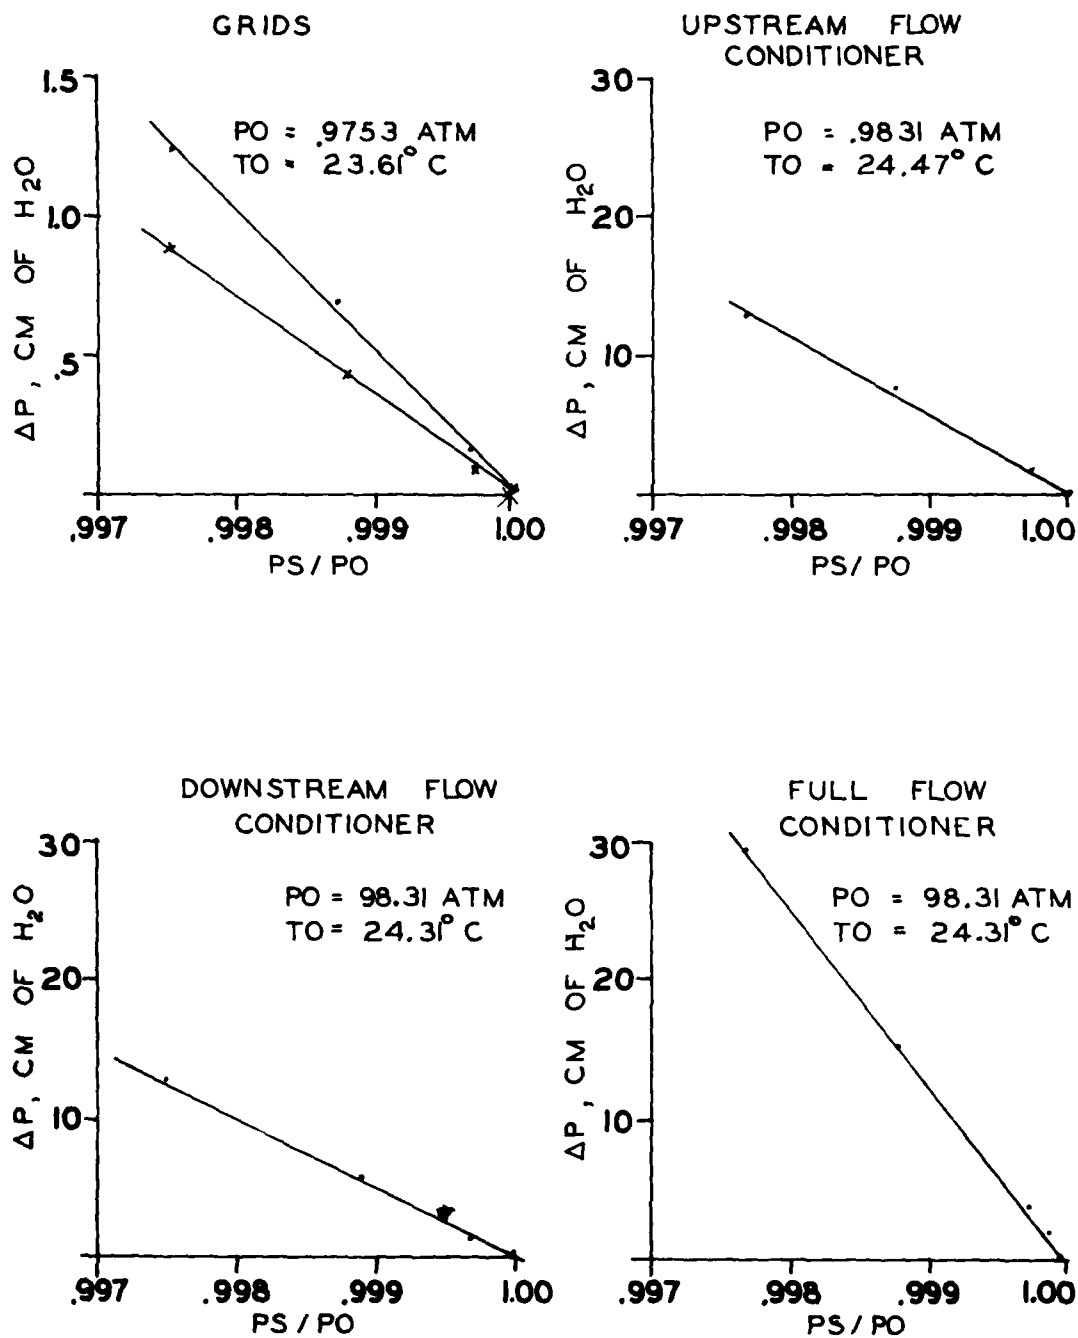 GRIDS
1.5
1.0
.5
ΔP, CM OF H₂O
PO = .9753 ATM
TO = 23.61° C
.997 .998 .999 1.00
PS/PO
UPSTREAM FLOW
CONDITIONER
30
20
10
ΔP, CM OF H₂O
PO = .9831 ATM
TO = 24.47° C
.997 .998 .999 1.00
PS/PO
DOWNSTREAM FLOW
CONDITIONER
30
20
10
ΔP, CM OF H₂O
PO = 98.31 ATM
TO = 24.31° C
.997 .998 .999 1.00
PS/PO
FULL FLOW
CONDITIONER
30
20
10
ΔP, CM OF H₂O
PO = 98.31 ATM
TO = 24.31° C
.997 .998 .999 1.00
PS/PO